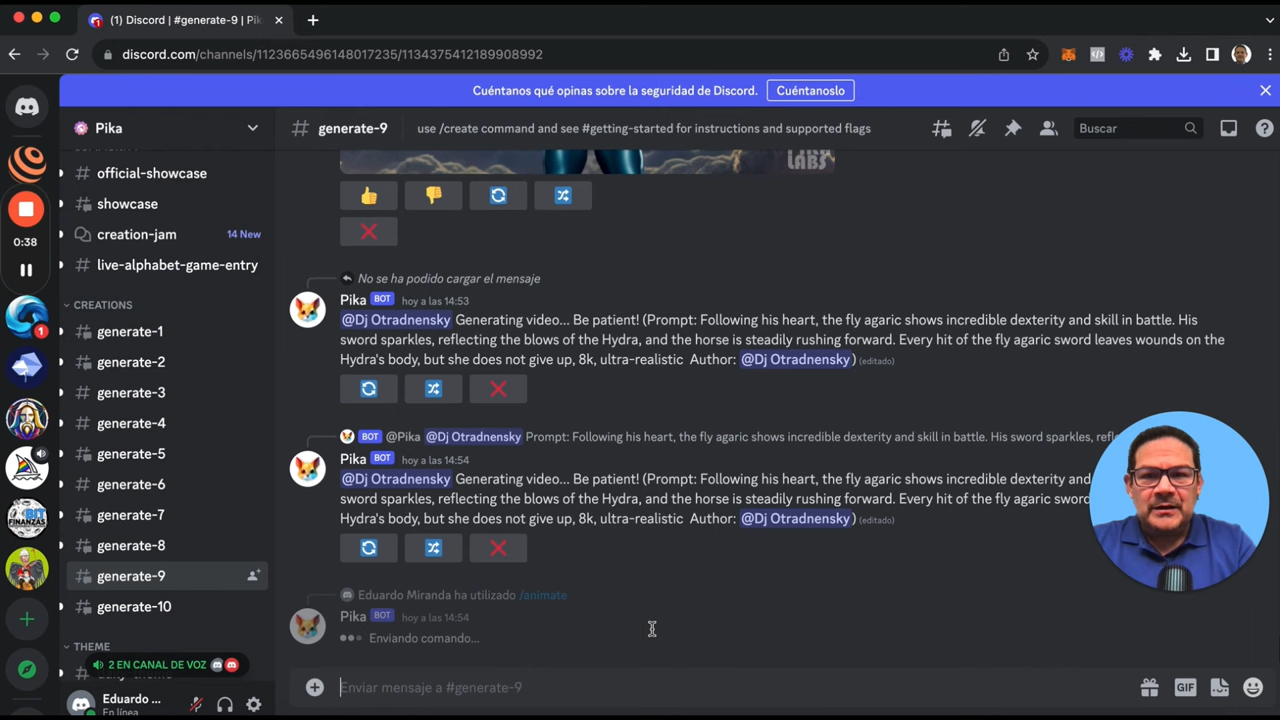 (1) Discord | #generate-9 | Pik
discord.com/channels/1123665496148017235/1134375412189908992
Cuéntanos qué opinas sobre la seguridad de Discord. Cuéntanoslo
Pika
generate-9 use /create command and see #getting-started for instructions and supported flags
Buscar
official-showcase
showcase
creation-jam 14 New
live-alphabet-game-entry
CREATIONS
generate-1
generate-2
generate-3
generate-4
generate-5
generate-6
generate-7
generate-8
generate-9
generate-10
THEME
2 EN CANAL DE VOZ
Eduardo ...
En línea
0:38
1
BIT
FINANZAS
LABS
No se ha podido cargar el mensaje
Pika BOT hoy a las 14:53
@Dj Otradnensky Generating video... Be patient! (Prompt: Following his heart, the fly agaric shows incredible dexterity and skill in battle. His
sword sparkles, reflecting the blows of the Hydra, and the horse is steadily rushing forward. Every hit of the fly agaric sword leaves wounds on the
Hydra's body, but she does not give up, 8k, ultra-realistic Author: @Dj Otradnensky) (editado)
BOT @Pika @Dj Otradnensky Prompt: Following his heart, the fly agaric shows incredible dexterity and skill in battle. His sword sparkles,
Pika BOT hoy a las 14:54
@Dj Otradnensky Generating video... Be patient! (Prompt: Following his heart, the fly agaric shows incredible dexterity and
sword sparkles, reflecting the blows of the Hydra, and the horse is steadily rushing forward. Every hit of the fly agaric sword
Hydra's body, but she does not give up, 8k, ultra-realistic Author: @Dj Otradnensky) (editado)
Eduardo Miranda ha utilizado /animate
Pika BOT hoy a las 14:54
Enviando comando...
Enviar mensaje a #generate-9
GIF